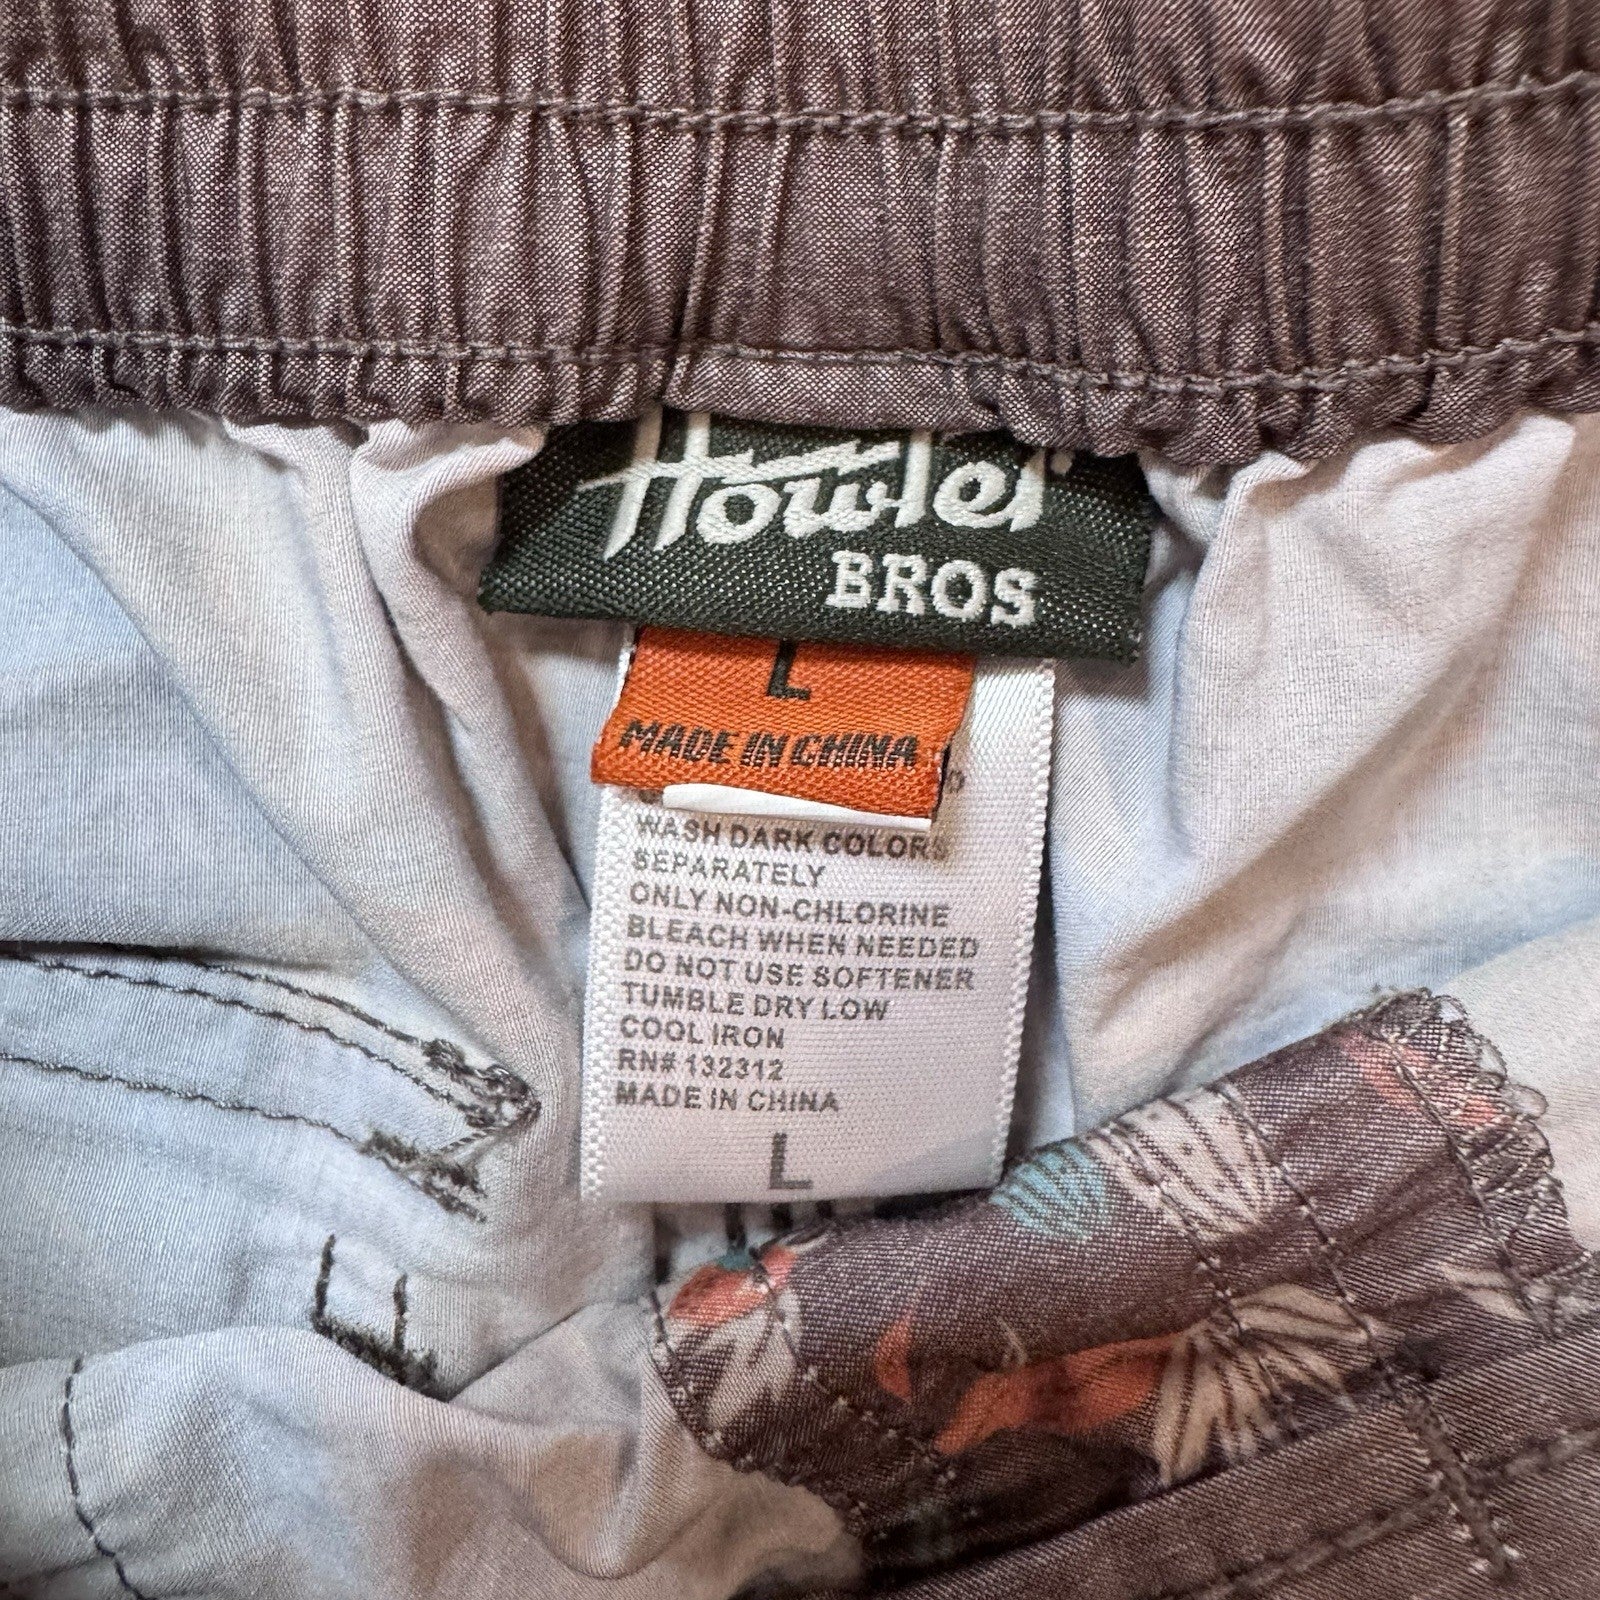 Howler
BROS
L
MADE IN CHINA
WASH DARK COLORS
SEPARATELY
ONLY NON-CHLORINE
BLEACH WHEN NEEDED
DO NOT USE SOFTENER
TUMBLE DRY LOW
COOL IRON
RN# 132312
MADE IN CHINA
L